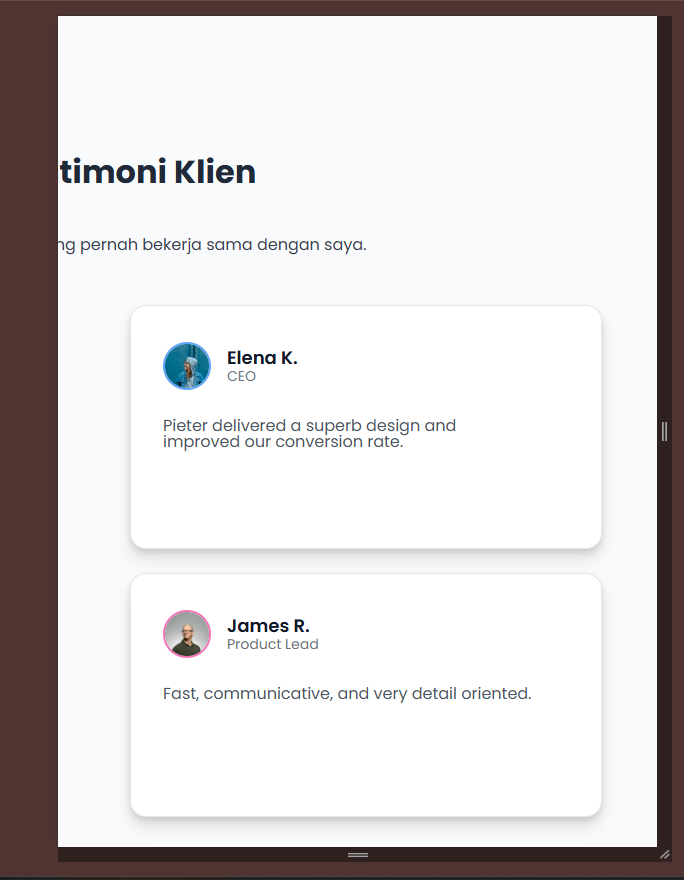 timoni Klien
ng pernah bekerja sama dengan saya.
Elena K.
CEO
Pieter delivered a superb design and
improved our conversion rate.
James R.
Product Lead
Fast, communicative, and very detail oriented.